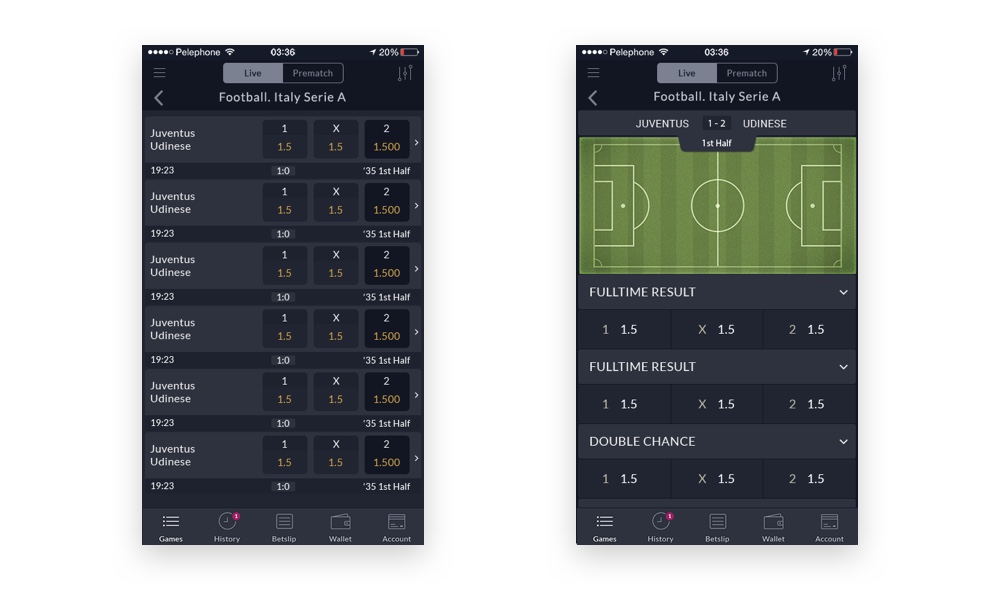 Pelephone 03:36 20%
Live Prematch
Football. Italy Serie A
Juventus
Udinese
1 X 2
1.5 1.5 1.500
19:23 1:0 '35 1st Half
Juventus
Udinese
1 X 2
1.5 1.5 1.500
19:23 1:0 '35 1st Half
Juventus
Udinese
1 X 2
1.5 1.5 1.500
19:23 1:0 '35 1st Half
Juventus
Udinese
1 X 2
1.5 1.5 1.500
19:23 1:0 '35 1st Half
Juventus
Udinese
1 X 2
1.5 1.5 1.500
19:23 1:0 '35 1st Half
Juventus
Udinese
1 X 2
1.5 1.5 1.500
19:23 1:0 '35 1st Half
1
Games History Betslip Wallet Account
Pelephone 03:36 20%
Live Prematch
Football. Italy Serie A
JUVENTUS 1 - 2 UDINESE
1st Half
FULLTIME RESULT
1 1.5 X 1.5 2 1.5
FULLTIME RESULT
1 1.5 X 1.5 2 1.5
DOUBLE CHANCE
1 1.5 X 1.5 2 1.5
1
Games History Betslip Wallet Account